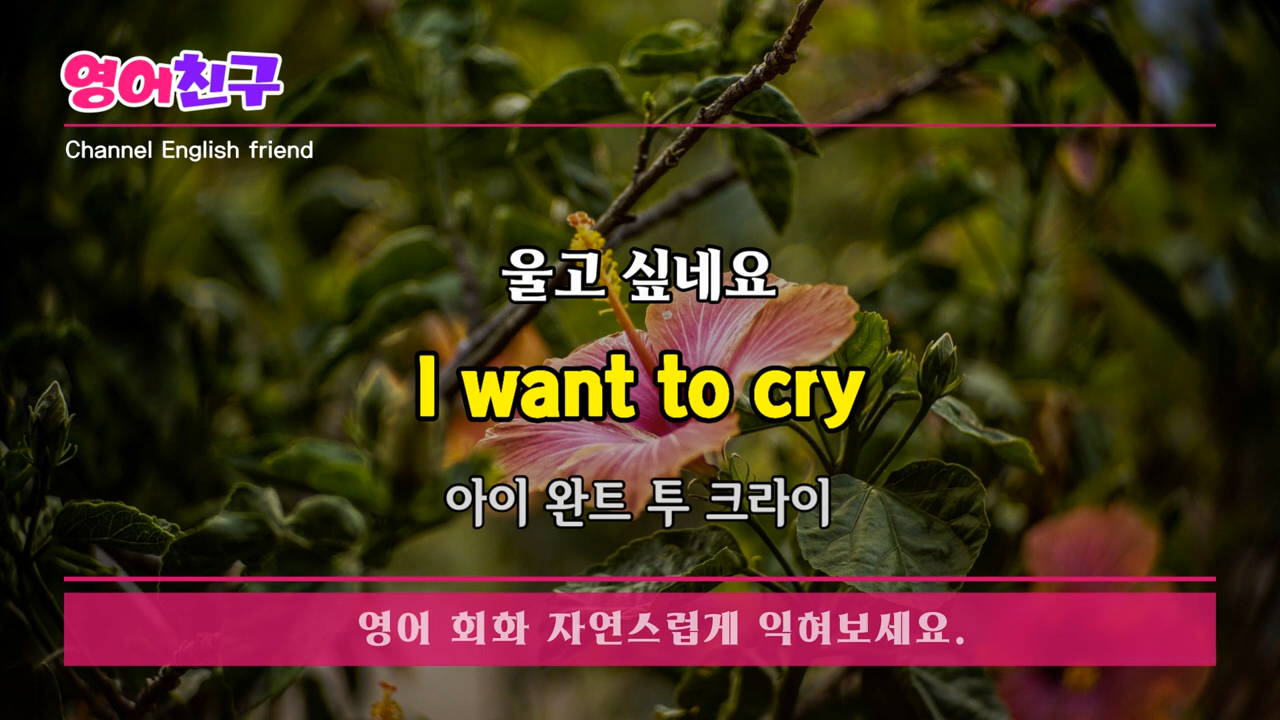 영어친구
Channel English friend
울고 싶네요
I want to cry
아이 완트 투 크라이
영어 회화 자연스럽게 익혀보세요.